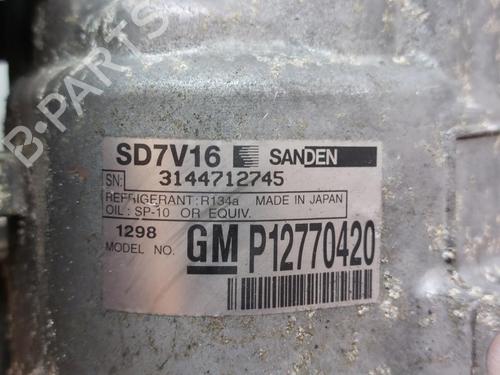 SD7V16 SANDEN
SN: 3144712745
REFRIGERANT : R134a MADE IN JAPAN
OIL : SP-10 OR EQUIV.
1298
MODEL NO. GM P12770420
B-PARTS